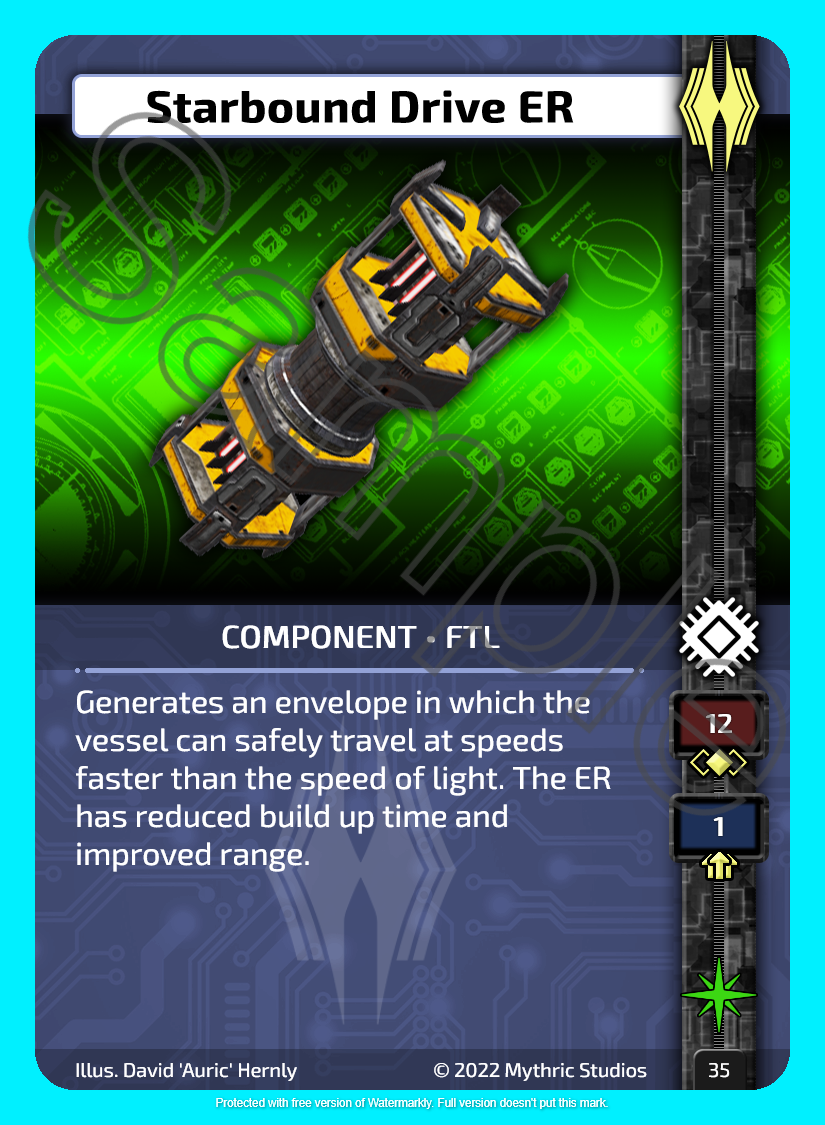 Starbound Drive ER
Sample
COMPONENT · FTL
Generates an envelope in which the
vessel can safely travel at speeds
faster than the speed of light. The ER
has reduced build up time and
improved range.
12
1
Illus. David 'Auric' Hernly
© 2022 Mythric Studios
35
Protected with free version of Watermarkly. Full version doesn't put this mark.